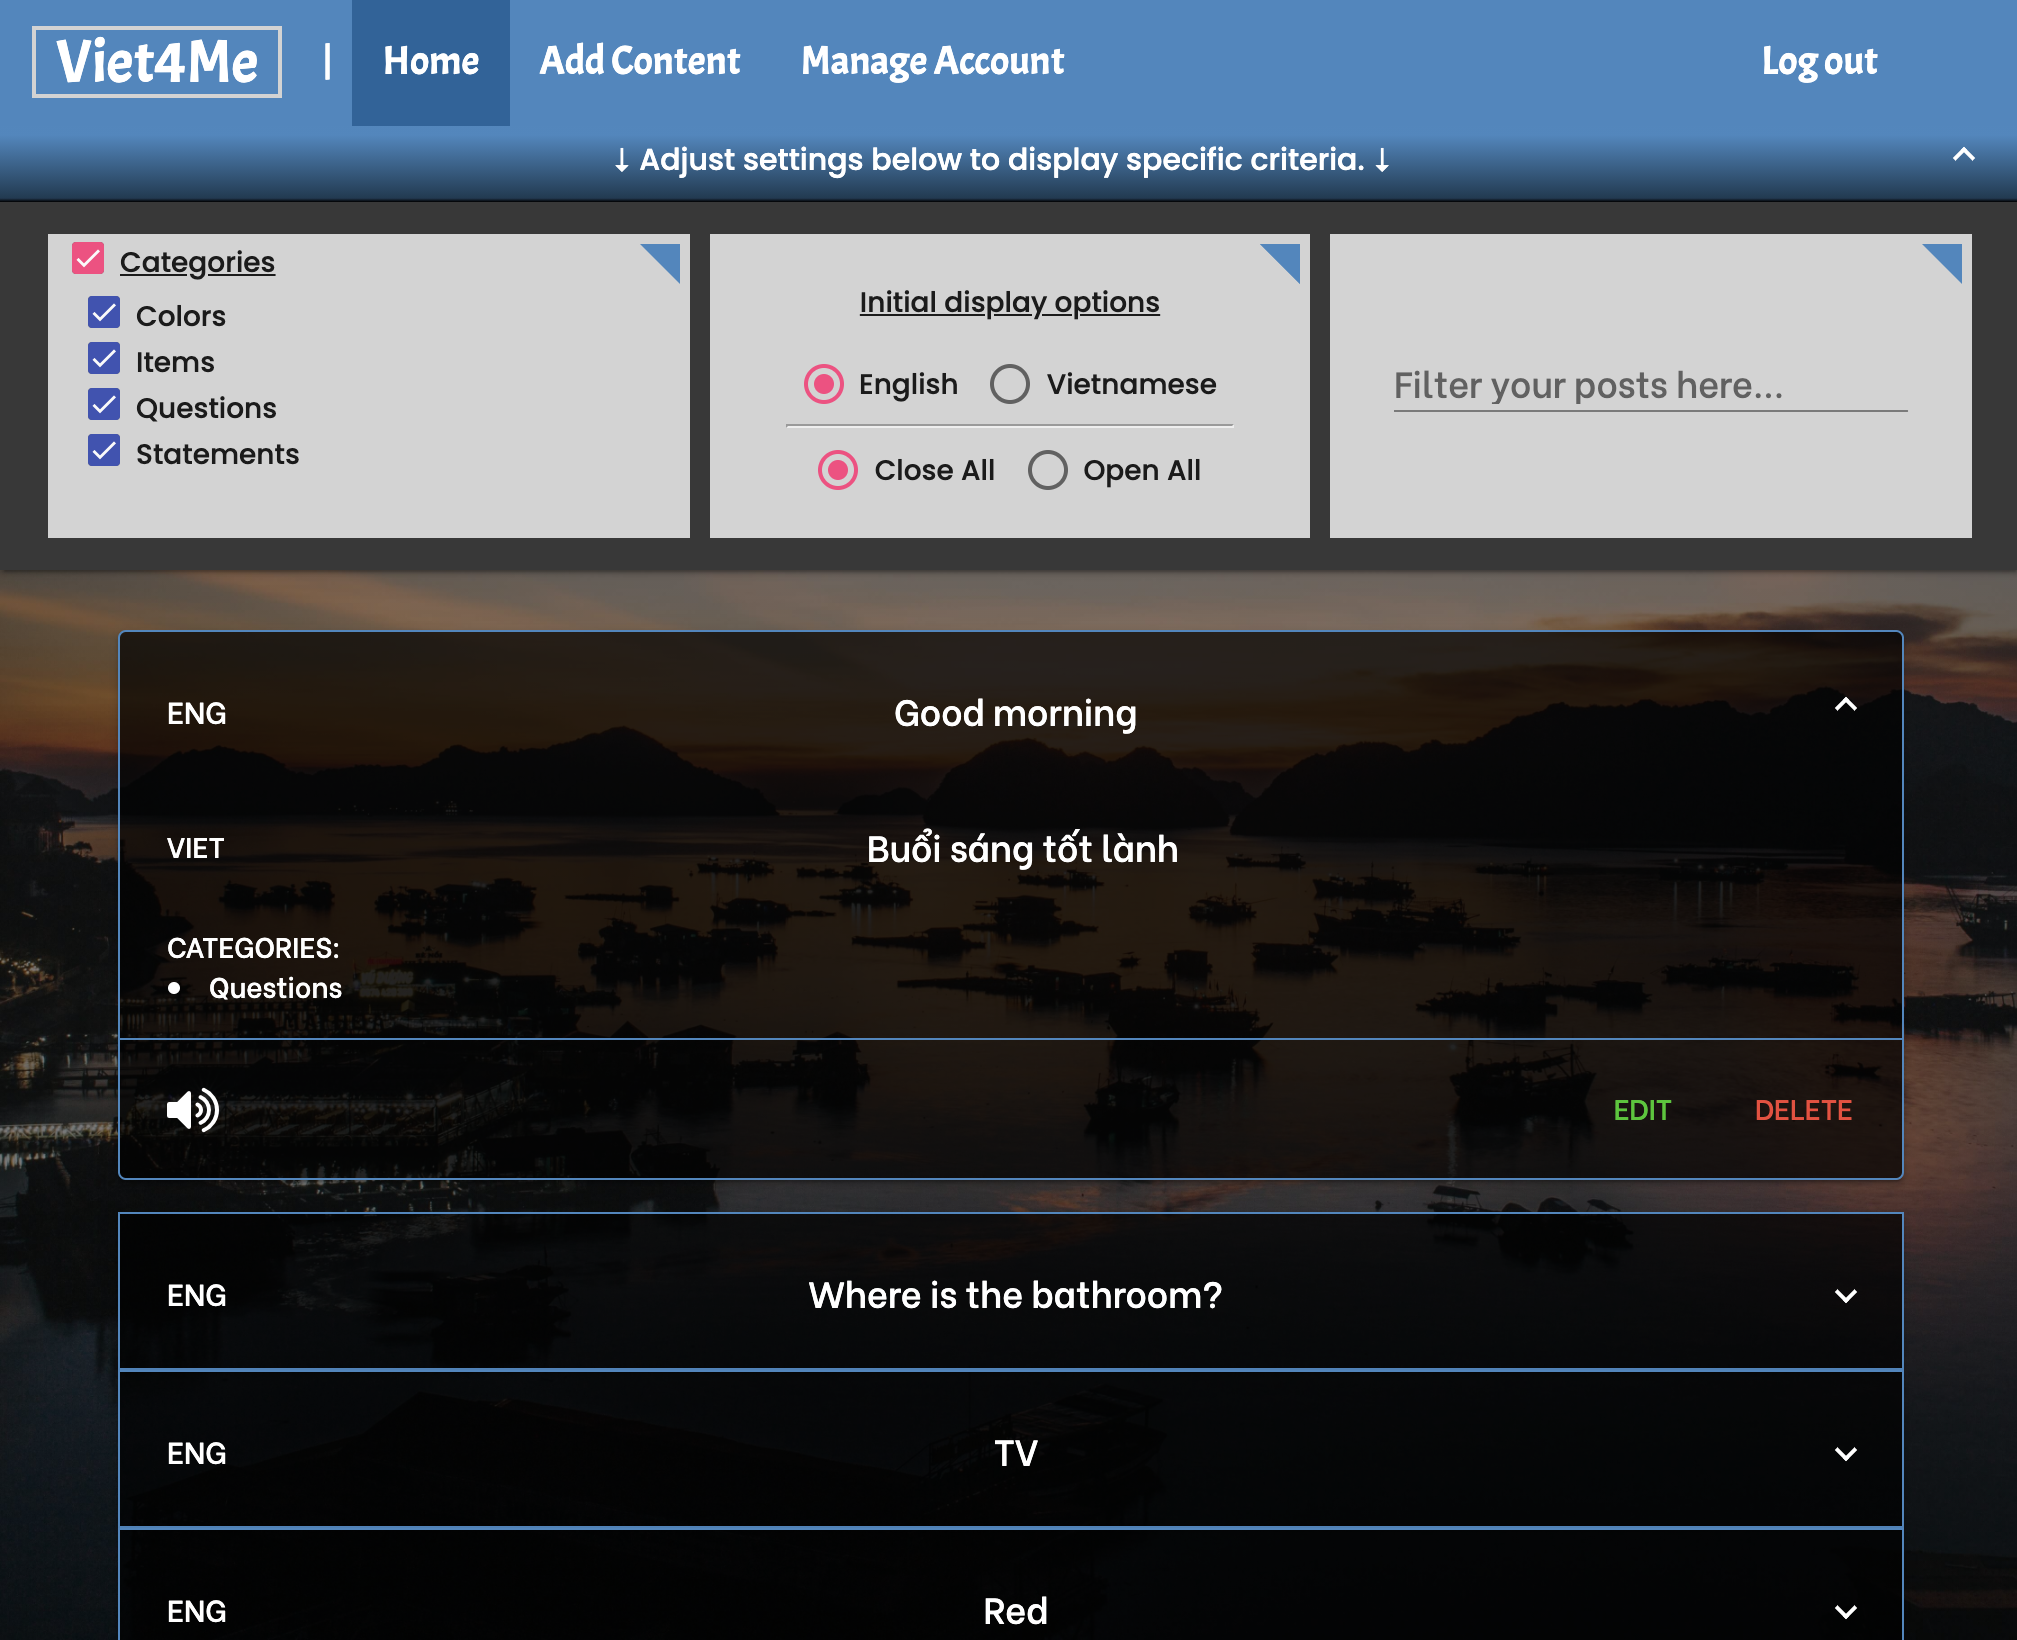 Viet4Me | Home Add Content Manage Account Log out
↓ Adjust settings below to display specific criteria. ↓
Categories
Colors
Items
Questions
Statements
Initial display options
English Vietnamese
Close All Open All
Filter your posts here...
ENG Good morning
VIET Buổi sáng tốt lành
CATEGORIES:
• Questions
EDIT DELETE
ENG Where is the bathroom?
ENG TV
ENG Red